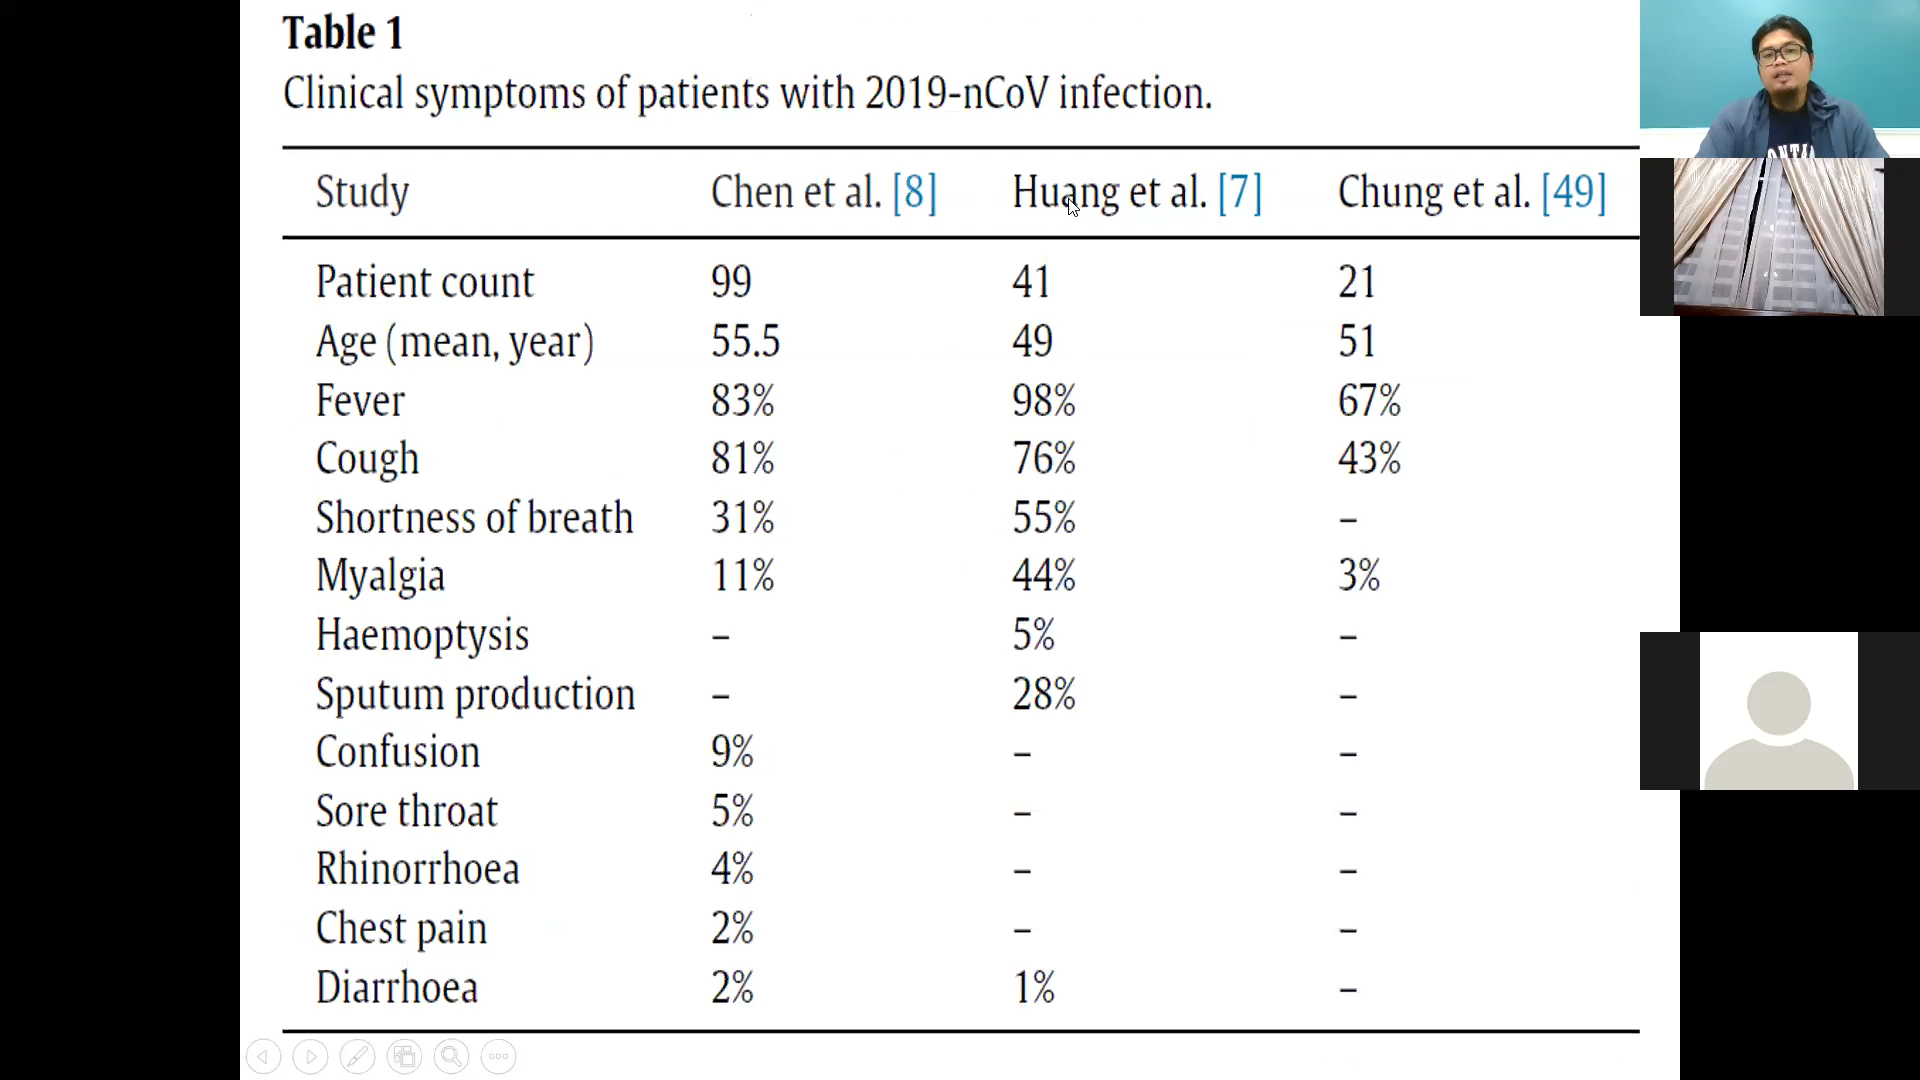 Table 1
Clinical symptoms of patients with 2019-nCoV infection.
Study Chen et al. [8] Huang et al. [7] Chung et al. [49]
Patient count 99 41 21
Age (mean, year) 55.5 49 51
Fever 83% 98% 67%
Cough 81% 76% 43%
Shortness of breath 31% 55% –
Myalgia 11% 44% 3%
Haemoptysis – 5% –
Sputum production – 28% –
Confusion 9% – –
Sore throat 5% – –
Rhinorrhoea 4% – –
Chest pain 2% – –
Diarrhoea 2% 1% –